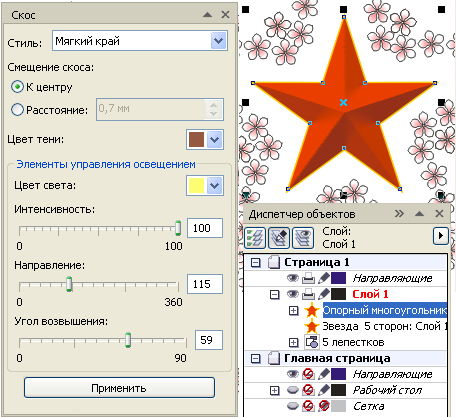 Скос
Стиль: Мягкий край
Смещение скоса:
К центру
Расстояние: 0,7 мм
Цвет тени:
Элементы управления освещением
Цвет света:
Интенсивность:
100
0 100
Направление:
115
0 360
Угол возвышения:
59
0 90
Применить
Диспетчер объектов
Слой:
Слой 1
Страница 1
Направляющие
Слой 1
Опорный многоугольник
Звезда 5 сторон: Слой 1
5 лепестков
Главная страница
Направляющие
Рабочий стол
Сетка